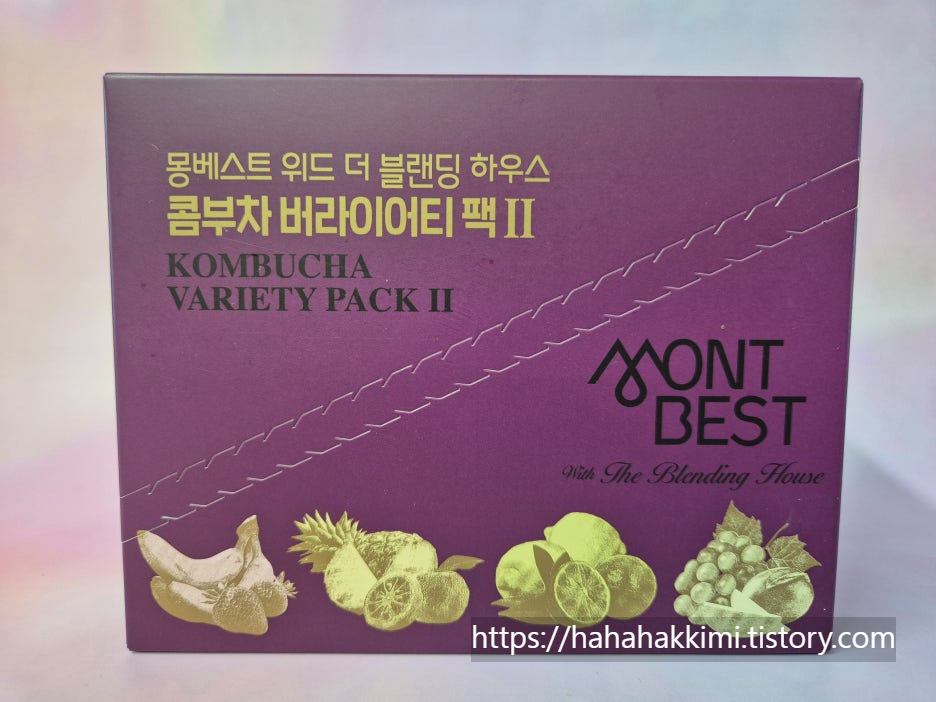 몽베스트 위드 더 블랜딩 하우스
콤부차 버라이어티 팩 II
KOMBUCHA
VARIETY PACK II
MONT
BEST
With The Blending House
https://hahahakkimi.tistory.com